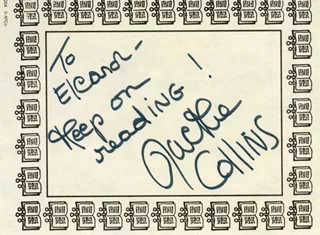 To
Eleanor-
Keep on
reading!
Jackie
Collins